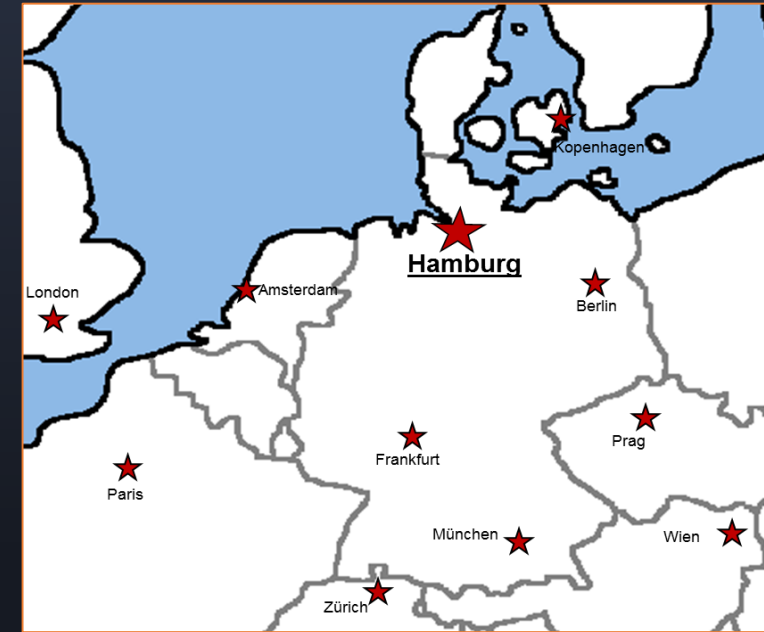 Kopenhagen
Hamburg
London
Amsterdam
Berlin
Prag
Frankfurt
Paris
München
Wien
Zürich